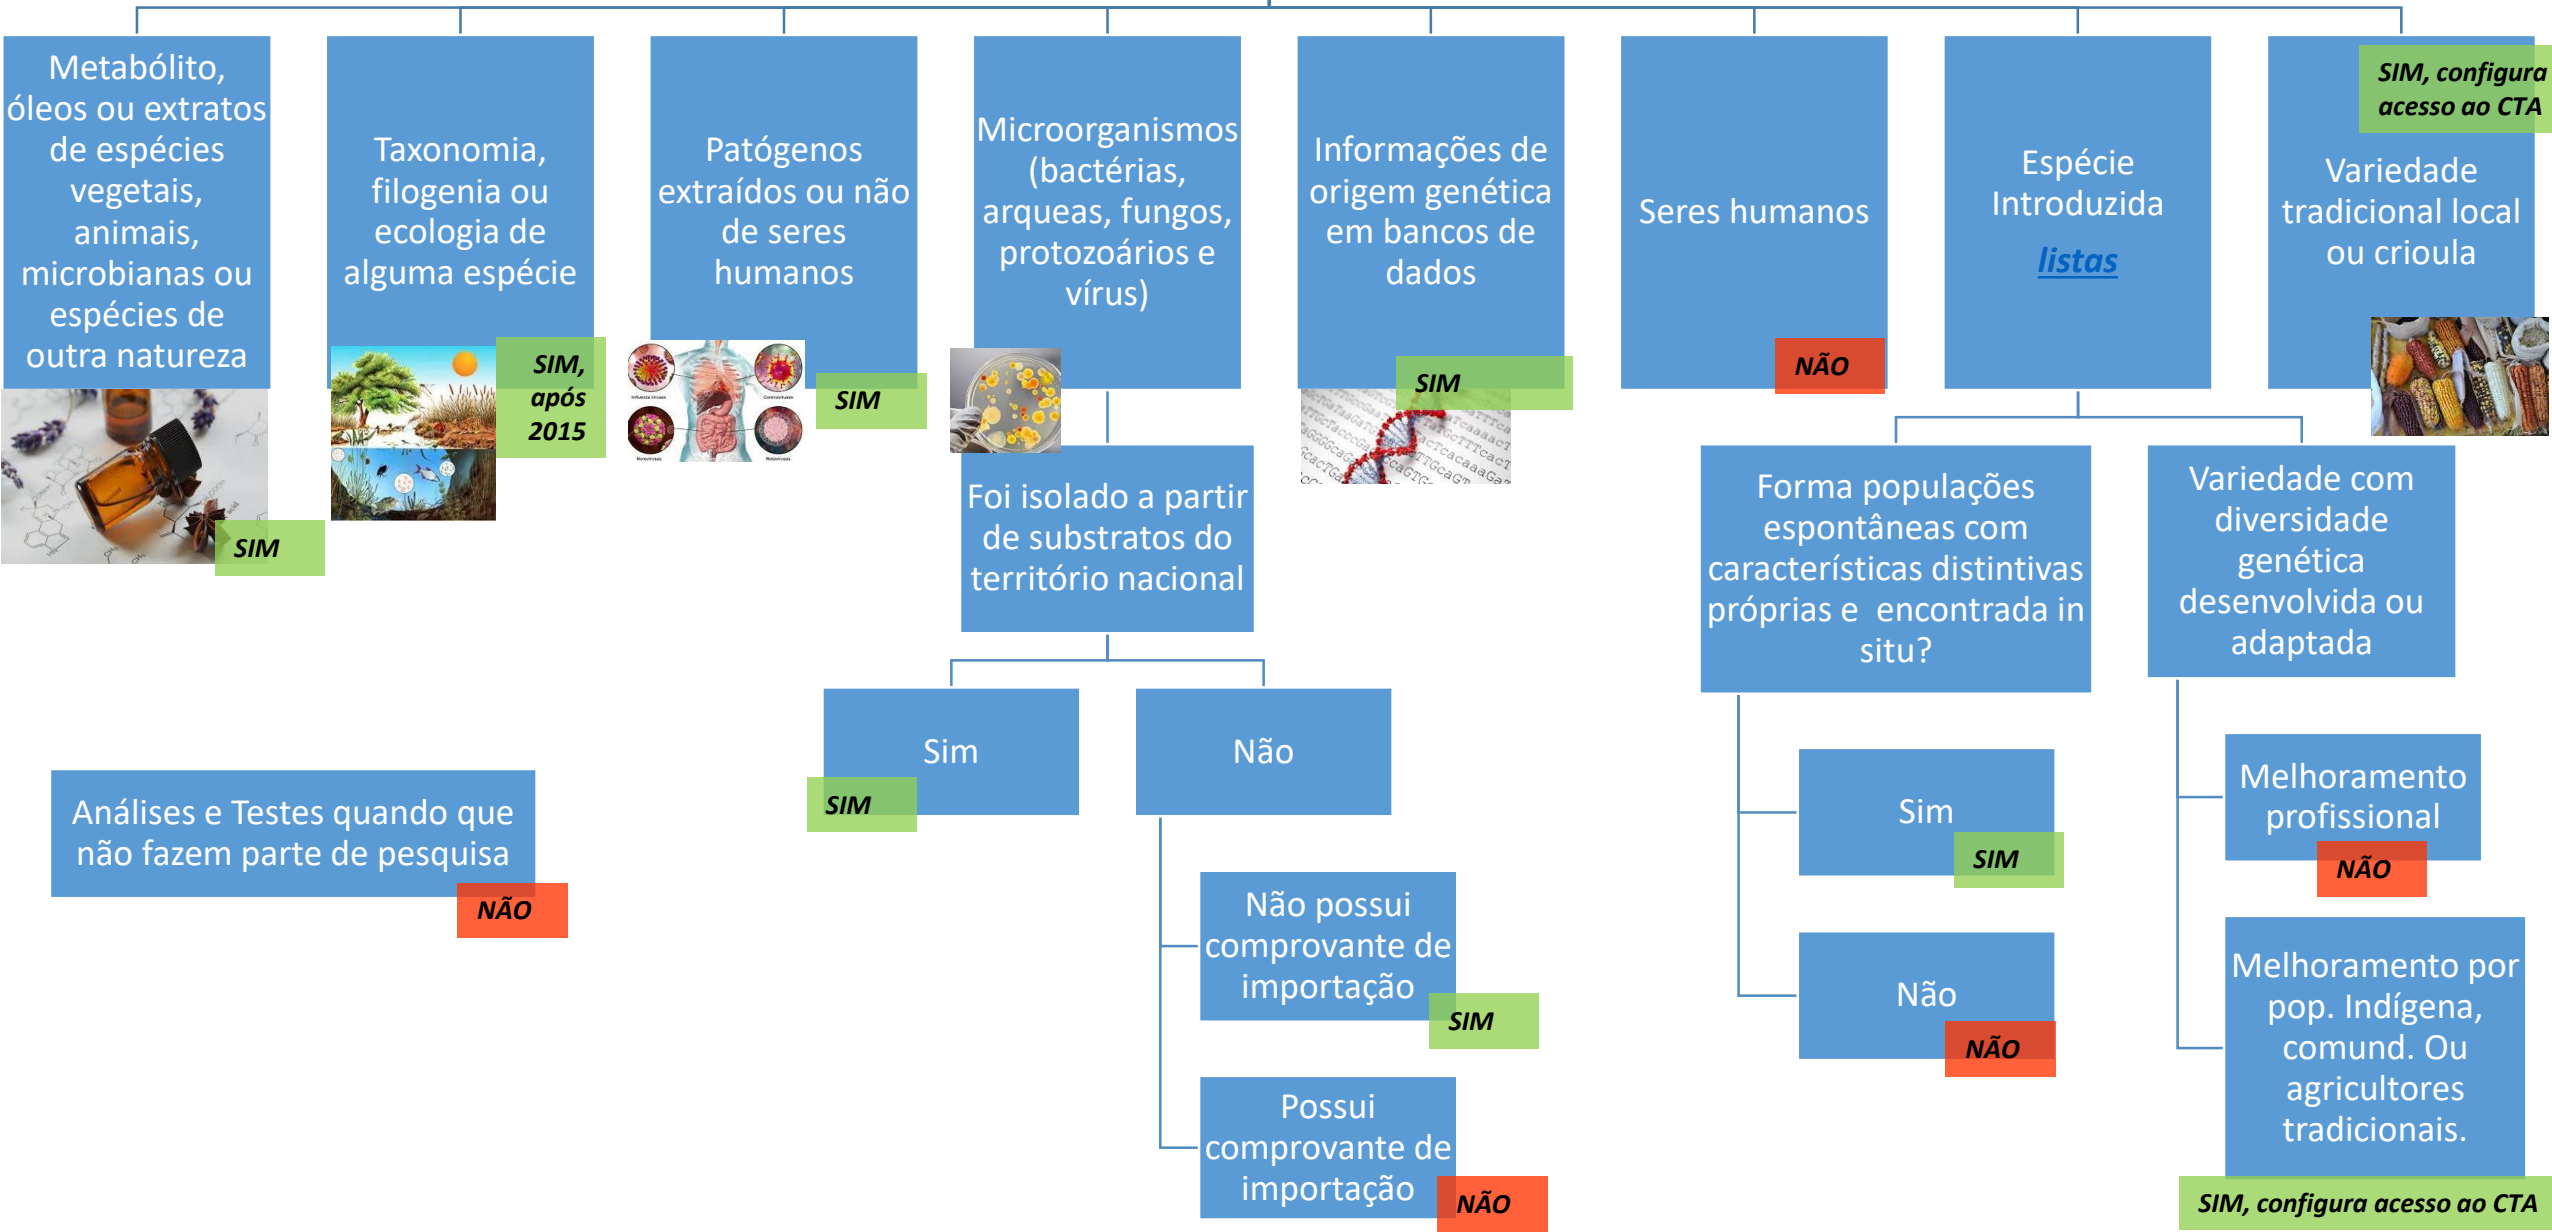 Metabólito,
óleos ou extratos
de espécies
vegetais,
animais,
microbianas ou
espécies de
outra natureza
SIM
Taxonomia,
filogenia ou
ecologia de
alguma espécie
SIM,
após
2015
Patógenos
extraídos ou não
de seres
humanos
SIM
Microorganismos
(bactérias,
arqueas, fungos,
protozoários e
vírus)
Foi isolado a partir
de substratos do
território nacional
Sim
SIM
Não
Não possui
comprovante de
importação
SIM
Possui
comprovante de
importação
NÃO
Informações de
origem genética
em bancos de
dados
SIM
Seres humanos
NÃO
Espécie
Introduzida
listas
Forma populações
espontâneas com
características distintivas
próprias e encontrada in
situ?
Sim
SIM
Não
NÃO
Variedade com
diversidade
genética
desenvolvida ou
adaptada
Melhoramento
profissional
NÃO
Melhoramento por
pop. Indígena,
comund. Ou
agricultores
tradicionais.
SIM, configura acesso ao CTA
SIM, configura
acesso ao CTA
Variedade
tradicional local
ou crioula
Análises e Testes quando que
não fazem parte de pesquisa
NÃO